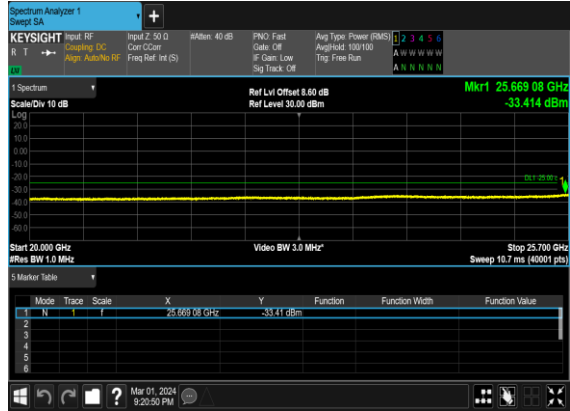 Spectrum Analyzer 1
Swept SA
KEYSIGHT
R T
LV
Input: RF
Coupling: DC
Align: Auto/No RF
Input Z: 50 Ω
Corr CCorr
Freq Ref: Int (S)
#Atten: 40 dB
PNO: Fast
Gate: Off
IF Gain: Low
Sig Track: Off
Avg Type: Power (RMS)
Avg|Hold: 100/100
Trig: Free Run
1 2 3 4 5 6
A W W W W W
A N N N N N
1 Spectrum
Scale/Div 10 dB
Ref Lvl Offset 8.60 dB
Ref Level 30.00 dBm
Mkr1 25.669 08 GHz
-33.414 dBm
Log
20.0
10.0
0.00
-10.0
-20.0
-30.0
-40.0
-50.0
-60.0
1
Start 20.000 GHz
#Res BW 1.0 MHz
Video BW 3.0 MHz*
Stop 25.700 GHz
Sweep 10.7 ms (40001 pts)
5 Marker Table
Mode Trace Scale X Y Function Function Width Function Value
1 N 1 f 25.669 08 GHz -33.41 dBm
2
3
4
5
6
?
Mar 01, 2024
9:20:50 PM